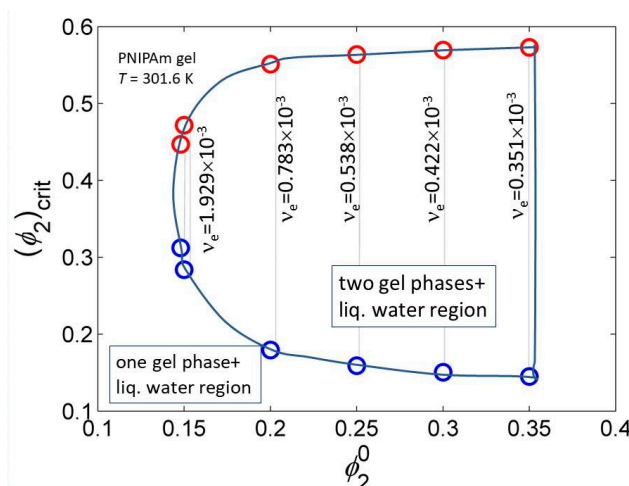 0.6
PNIPAm gel
T = 301.6 K
0.5
0.4
0.3
0.2
0.1
(ϕ₂)crit
νe=1.929×10⁻³
νe=0.783×10⁻³
νe=0.538×10⁻³
νe=0.422×10⁻³
νe=0.351×10⁻³
two gel phases+
liq. water region
one gel phase+
liq. water region
0.1 0.15 0.2 0.25 0.3 0.35 0.4
ϕ₂⁰